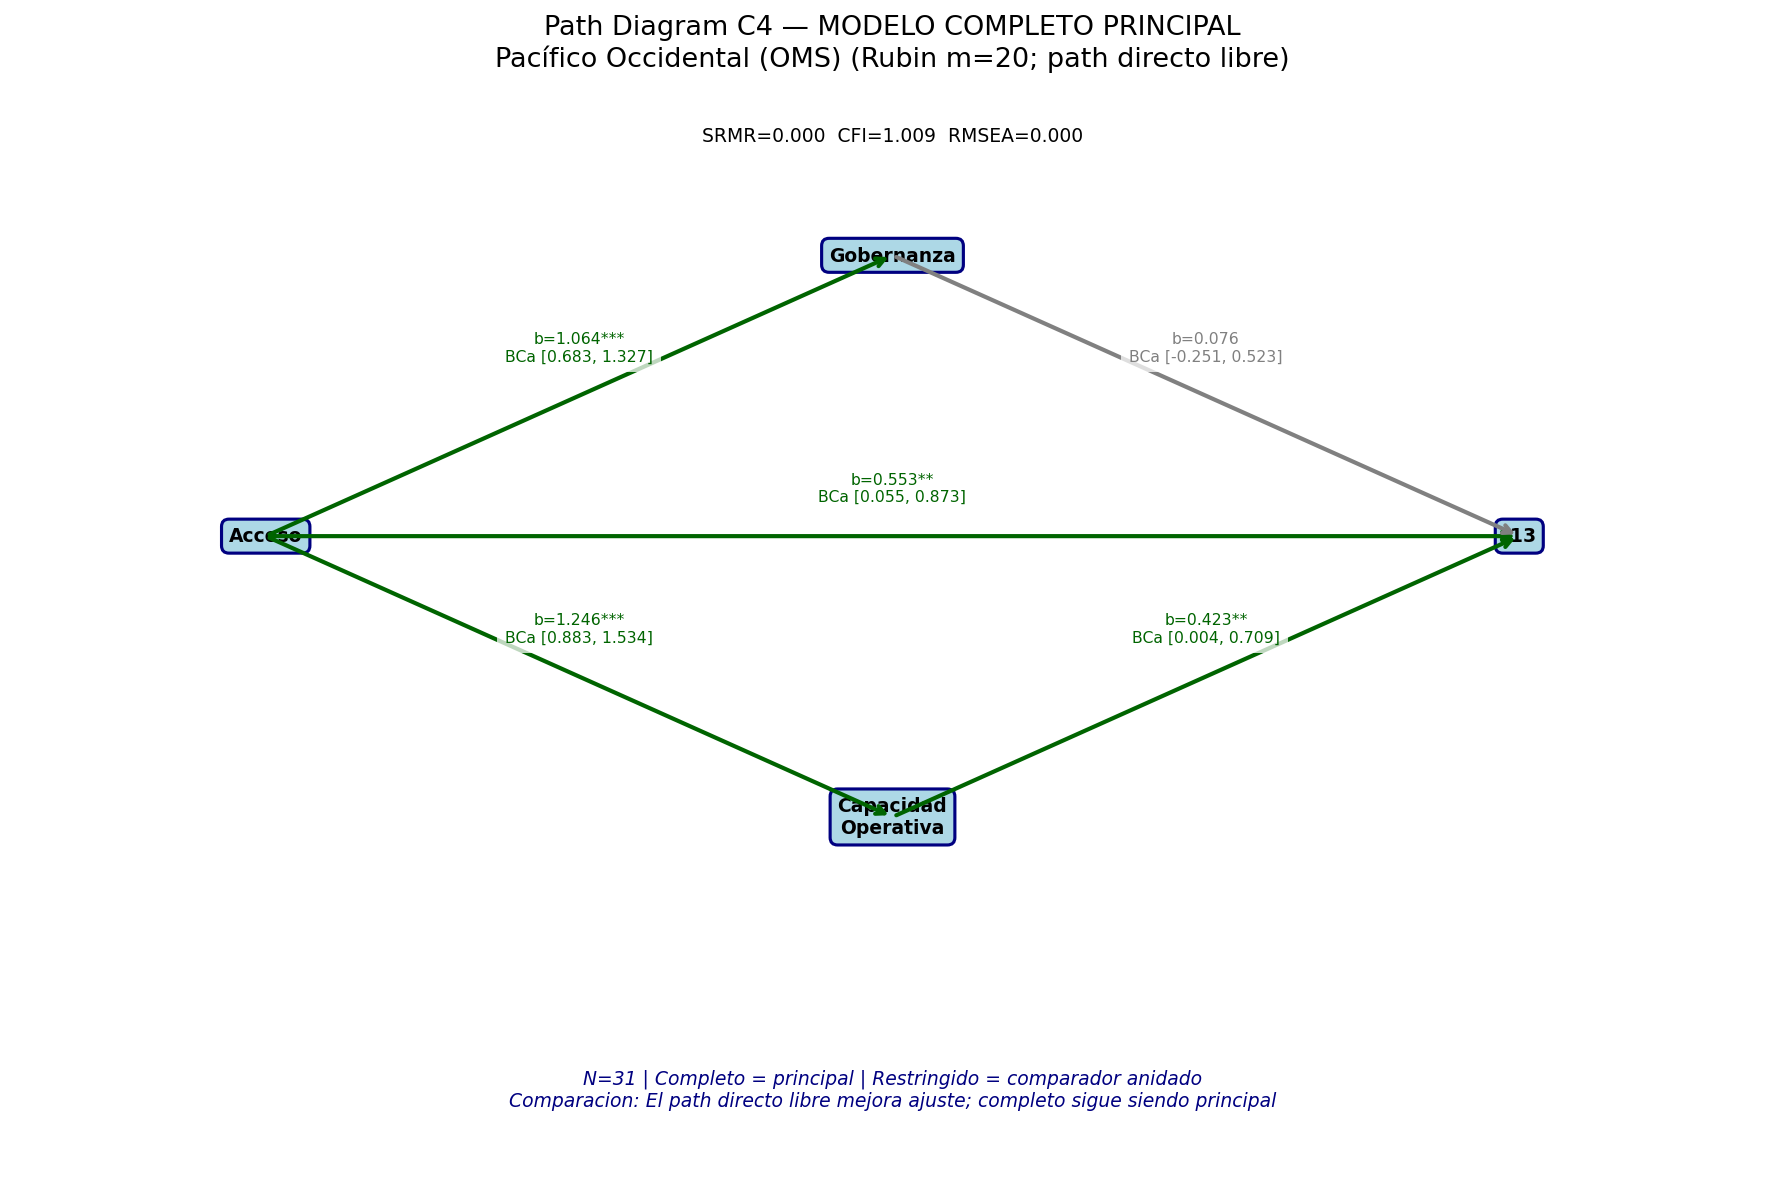 Path Diagram C4 — MODELO COMPLETO PRINCIPAL
Pacífico Occidental (OMS) (Rubin m=20; path directo libre)
SRMR=0.000  CFI=1.009  RMSEA=0.000
Gobernanza
b=1.064***
BCa [0.683, 1.327]
b=0.076
BCa [-0.251, 0.523]
b=0.553**
BCa [0.055, 0.873]
Acceso
13
b=1.246***
BCa [0.883, 1.534]
b=0.423**
BCa [0.004, 0.709]
Capacidad
Operativa
N=31 | Completo = principal | Restringido = comparador anidado
Comparacion: El path directo libre mejora ajuste; completo sigue siendo principal